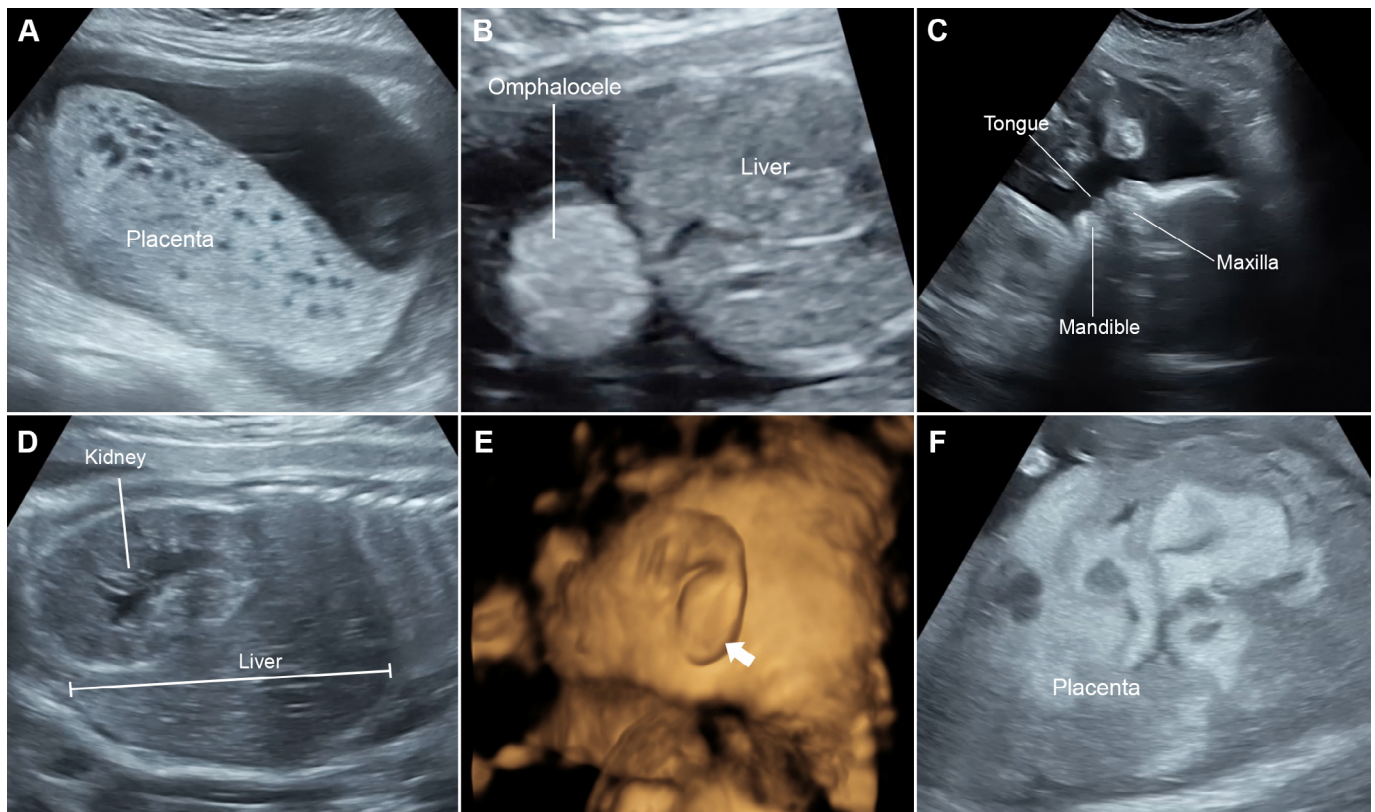 A
Placenta
B
Omphalocele
Liver
C
Tongue
Maxilla
Mandible
D
Kidney
Liver
E
F
Placenta